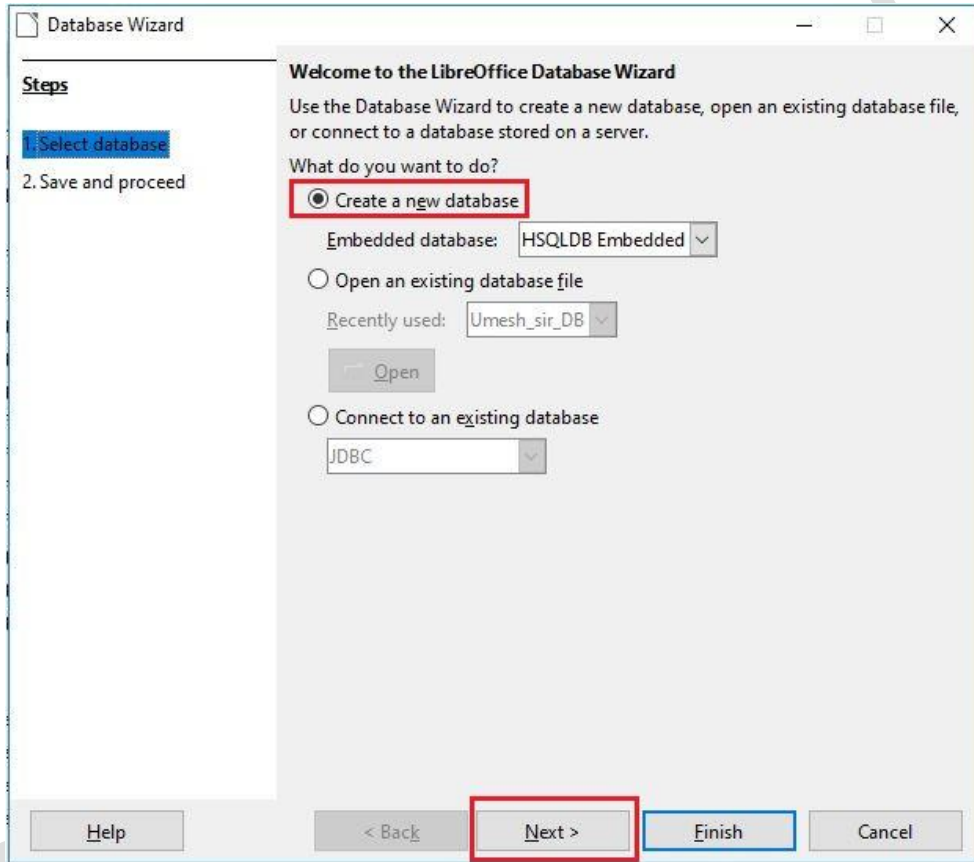 Database Wizard
Steps
1. Select database
2. Save and proceed
Welcome to the LibreOffice Database Wizard
Use the Database Wizard to create a new database, open an existing database file,
or connect to a database stored on a server.
What do you want to do?
Create a new database
Embedded database: HSQLDB Embedded
Open an existing database file
Recently used: Umesh_sir_DB
Open
Connect to an existing database
JDBC
Help < Back Next > Finish Cancel